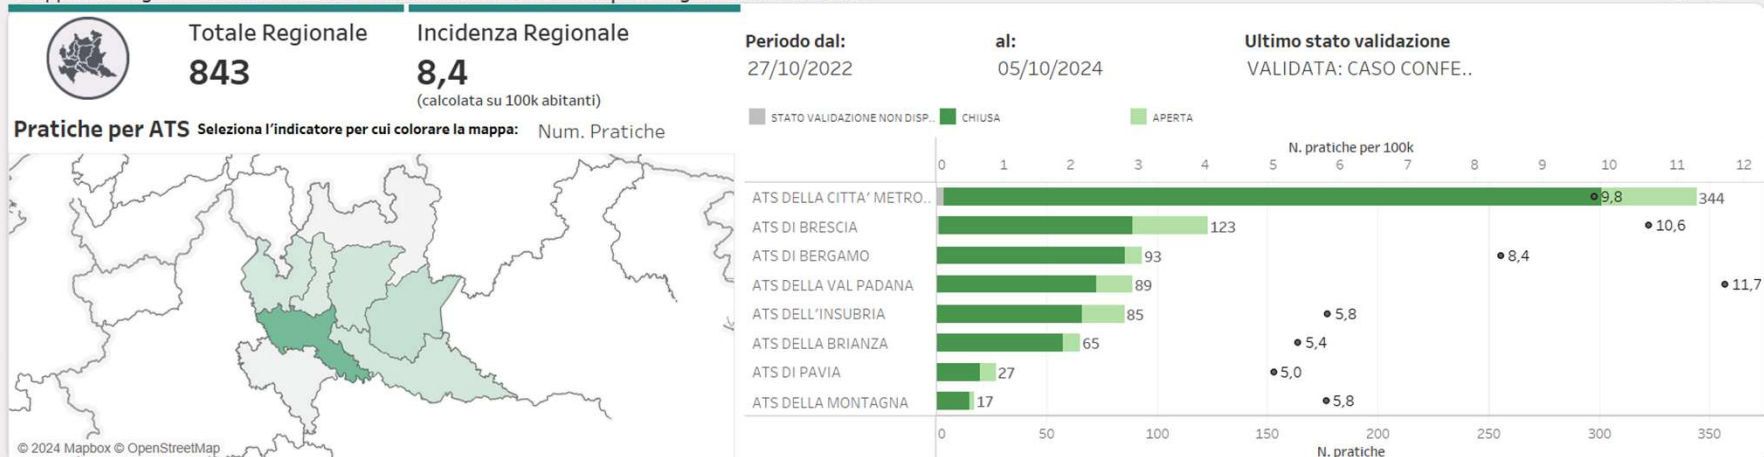 Totale Regionale
843
Incidenza Regionale
8,4
(calcolata su 100k abitanti)
Periodo dal:
27/10/2022
al:
05/10/2024
Ultimo stato validazione
VALIDATA: CASO CONFE..
Pratiche per ATS Seleziona l'indicatore per cui colorare la mappa: Num. Pratiche
STATO VALIDAZIONE NON DISP.. CHIUSA APERTA
N. pratiche per 100k
0 1 2 3 4 5 6 7 8 9 10 11 12
ATS DELLA CITTA' METRO.. 9,8 344
ATS DI BRESCIA 123 10,6
ATS DI BERGAMO 93 8,4
ATS DELLA VAL PADANA 89 11,7
ATS DELL'INSUBRIA 85 5,8
ATS DELLA BRIANZA 65 5,4
ATS DI PAVIA 27 5,0
ATS DELLA MONTAGNA 17 5,8
0 50 100 150 200 250 300 350
N. pratiche
© 2024 Mapbox © OpenStreetMap